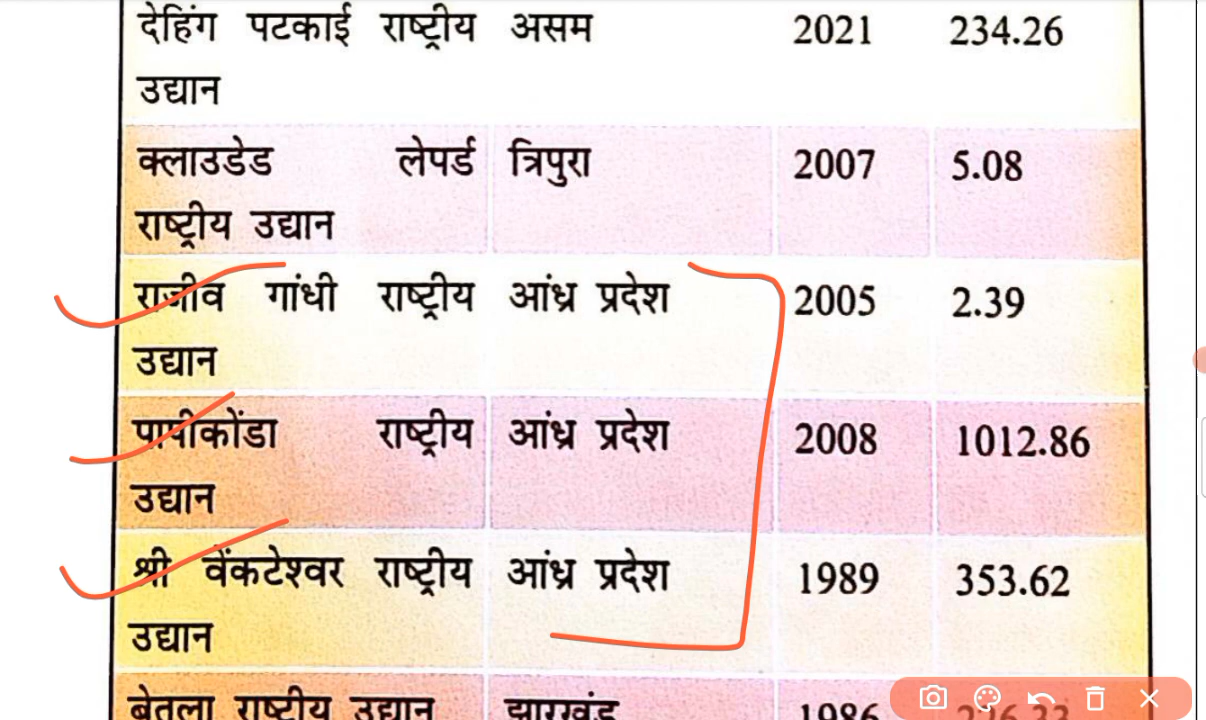 देहिंग पटकाई राष्ट्रीय असम 2021 234.26
उद्यान
क्लाउडेड लेपर्ड त्रिपुरा 2007 5.08
राष्ट्रीय उद्यान
राजीव गांधी राष्ट्रीय आंध्र प्रदेश 2005 2.39
उद्यान
पापीकोंडा राष्ट्रीय आंध्र प्रदेश 2008 1012.86
उद्यान
श्री वेंकटेश्वर राष्ट्रीय आंध्र प्रदेश 1989 353.62
उद्यान
बेतला राष्ट्रीय उद्यान झारखंड 1986